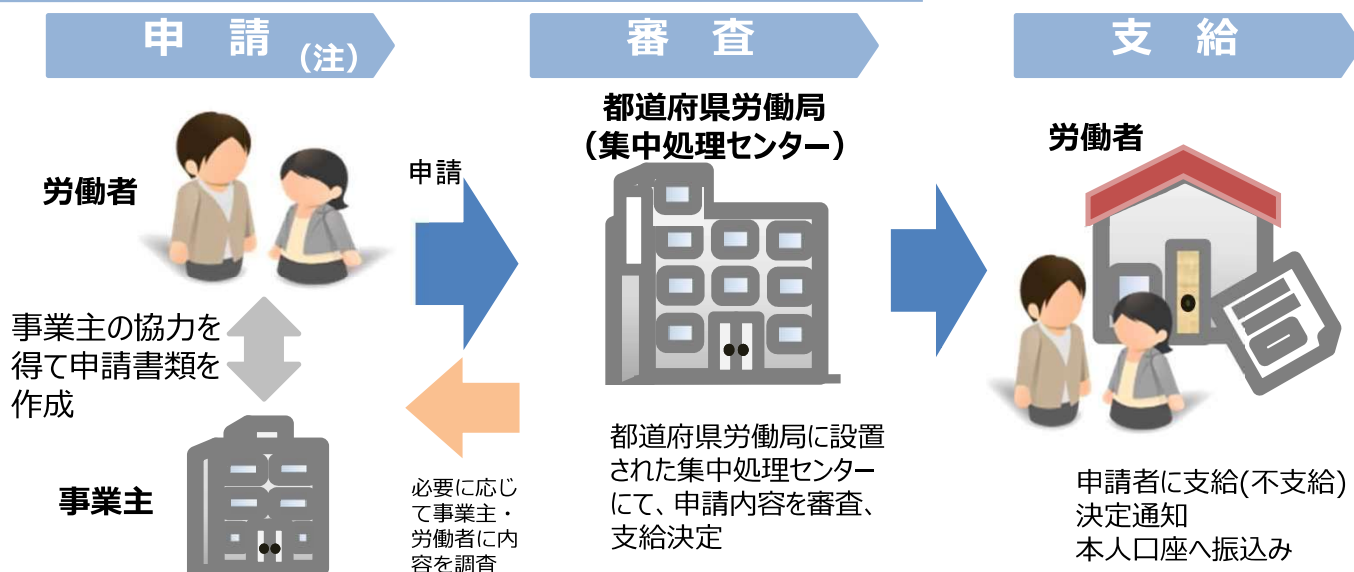 申 請 (注)
審 査
支 給
労働者
申請
事業主の協力を
得て申請書類を
作成
事業主
必要に応じ
て事業主・
労働者に内
容を調査
都道府県労働局
（集中処理センター）
都道府県労働局に設置
された集中処理センター
にて、申請内容を審査、
支給決定
労働者
申請者に支給(不支給)
決定通知
本人口座へ振込み